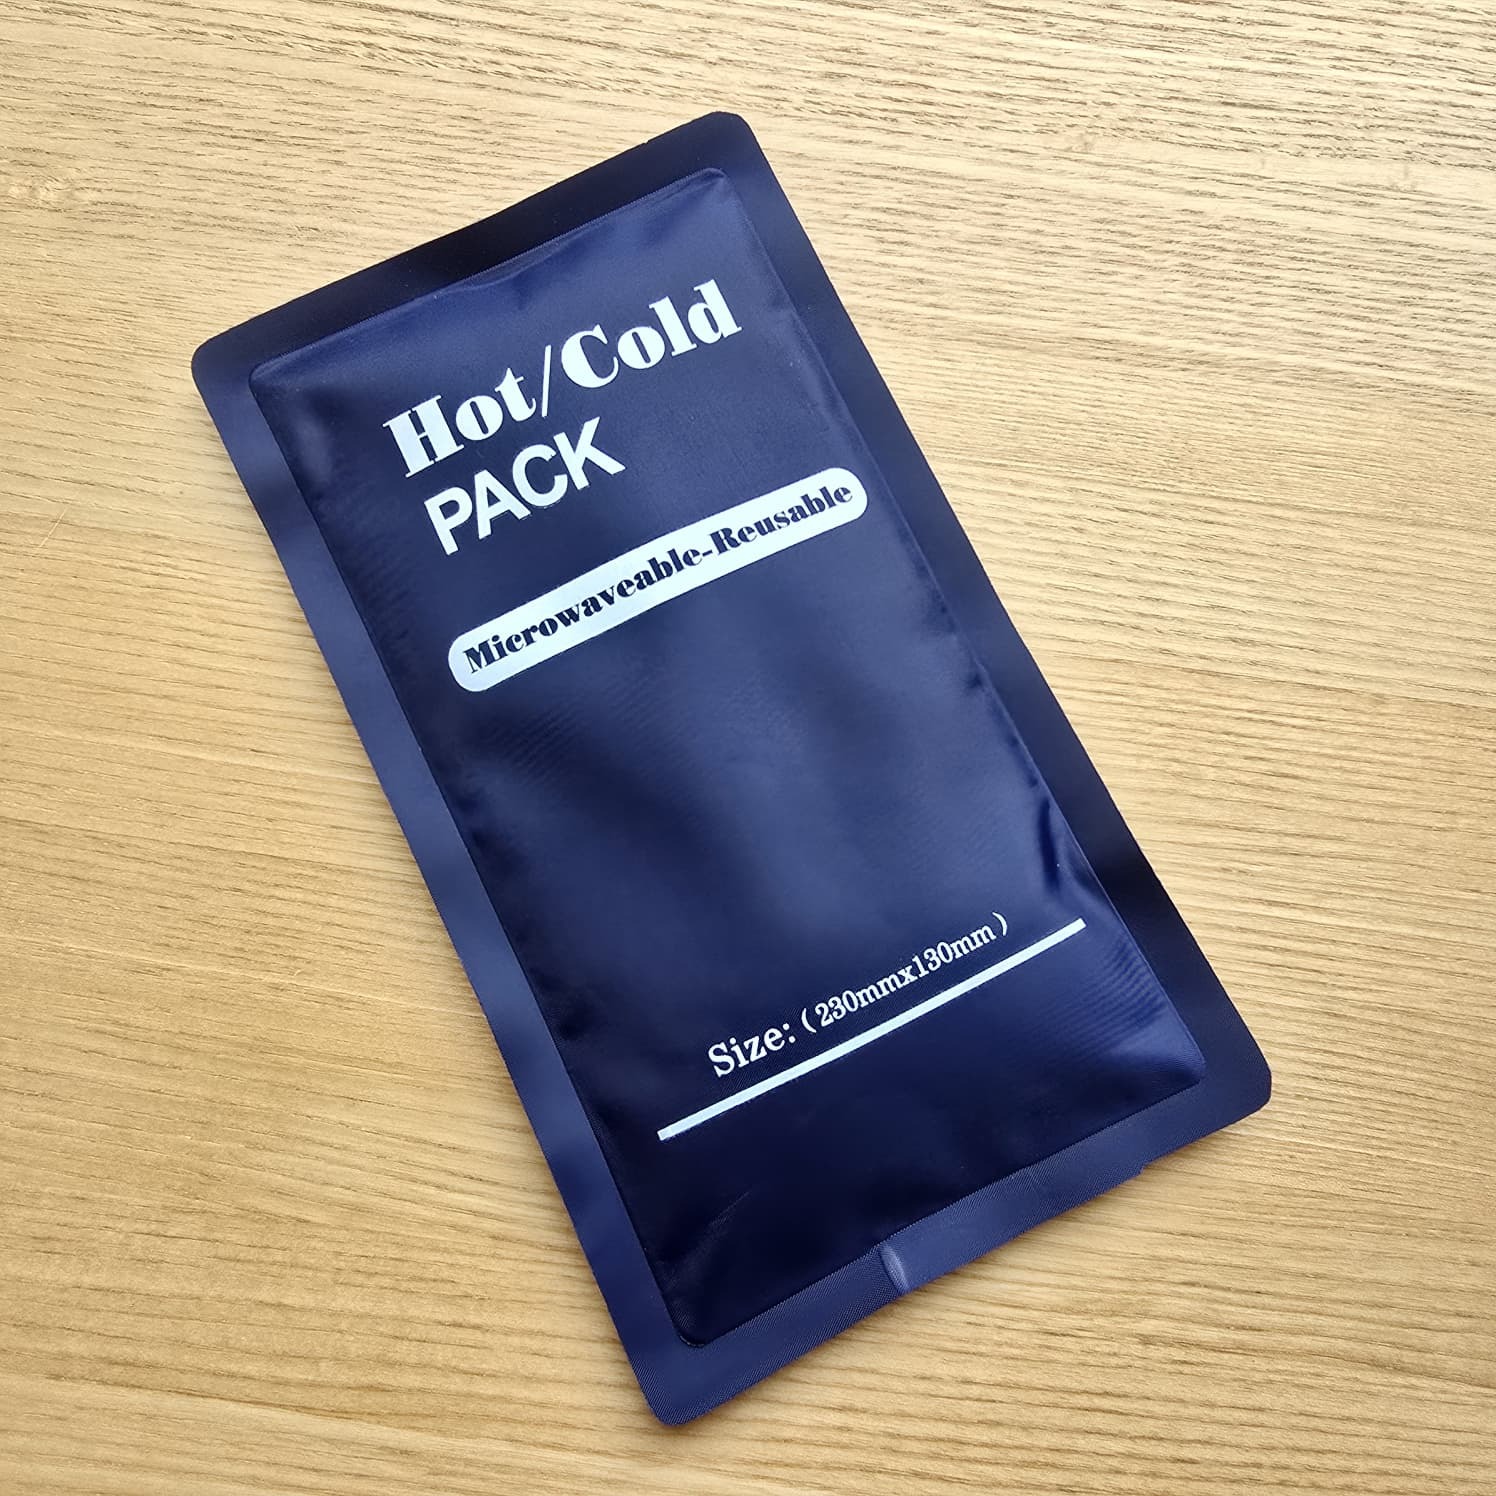 Hot/Cold
PACK
Microwaveable-Reusable
Size: (230mmx130mm)